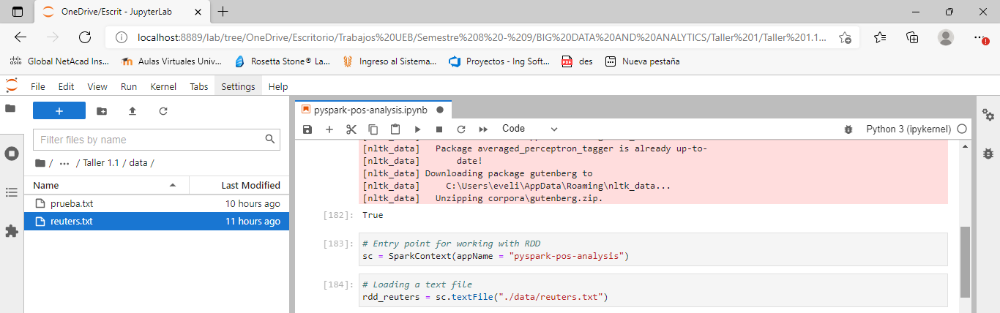 OneDrive/Escrit - JupyterLab
localhost:8889/lab/tree/OneDrive/Escritorio/Trabajos%20UEB/Semestre%208%20-%209/BIG%20DATA%20AND%20ANALYTICS/Taller%201/Taller%201.1...
Global NetAcad Ins... Aulas Virtuales Univ... Rosetta Stone® La... Ingreso al Sistema... Proyectos - Ing Soft... des Nueva pestaña
File Edit View Run Kernel Tabs Settings Help
pyspark-pos-analysis.ipynb
Code
Python 3 (ipykernel)
Filter files by name
/ ... / Taller 1.1 / data /
Name Last Modified
prueba.txt 10 hours ago
reuters.txt 11 hours ago
[nltk_data] Package averaged_perceptron_tagger is already up-to-
[nltk_data] date!
[nltk_data] Downloading package gutenberg to
[nltk_data] C:\Users\eveli\AppData\Roaming\nltk_data...
[nltk_data] Unzipping corpora\gutenberg.zip.
[182]: True
[183]: # Entry point for working with RDD
sc = SparkContext(appName = "pyspark-pos-analysis")
[184]: # Loading a text file
rdd_reuters = sc.textFile("./data/reuters.txt")